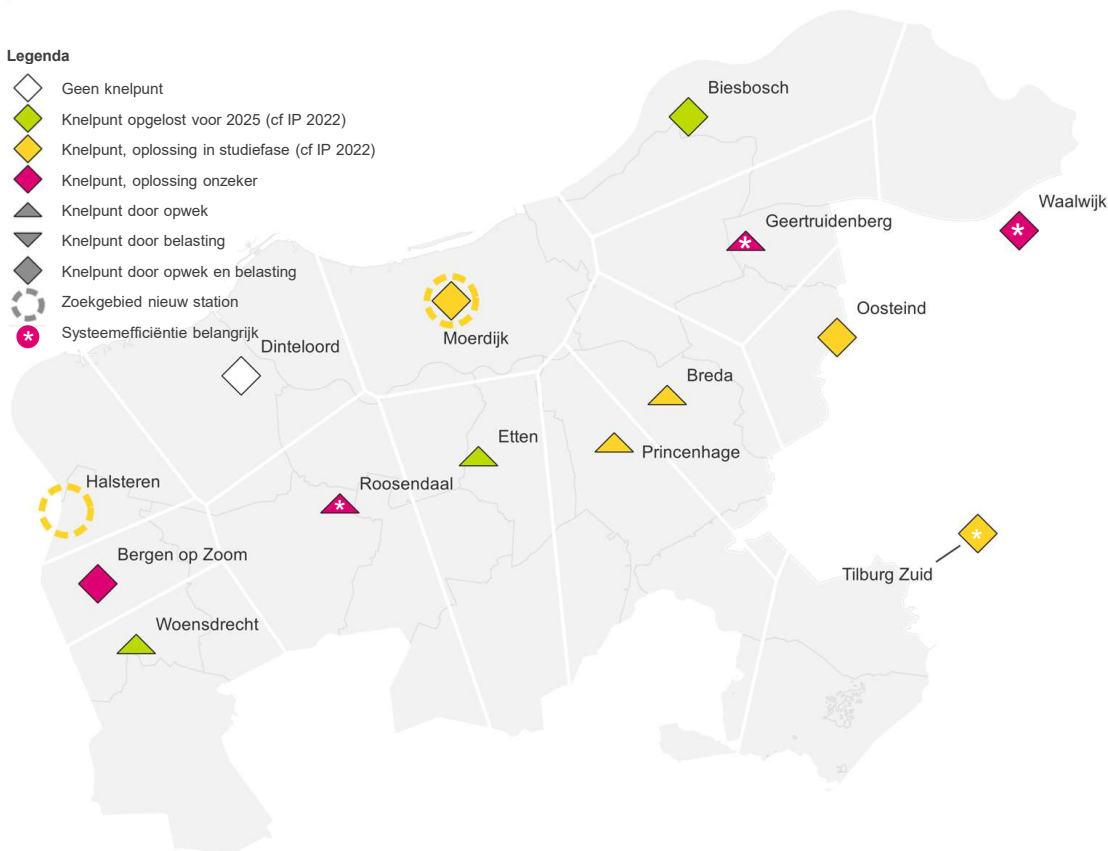 Legenda
Geen knelpunt
Knelpunt opgelost voor 2025 (cf IP 2022)
Knelpunt, oplossing in studiefase (cf IP 2022)
Knelpunt, oplossing onzeker
Knelpunt door opwek
Knelpunt door belasting
Knelpunt door opwek en belasting
Zoekgebied nieuw station
* Systeemefficiëntie belangrijk
Biesbosch
Waalwijk
*
Geertruidenberg
*
Oosteind
Moerdijk
Dinteloord
Breda
Etten
Princenhage
Halsteren
Roosendaal
*
Bergen op Zoom
Tilburg Zuid
*
Woensdrecht